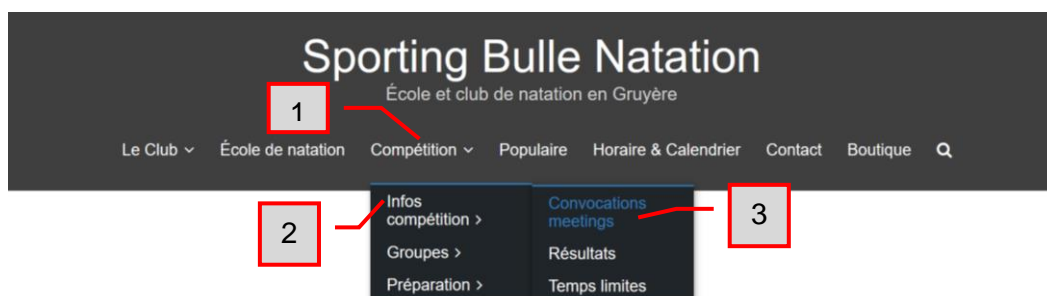 Sporting Bulle Natation
École et club de natation en Gruyère
1
Le Club École de natation Compétition Populaire Horaire & Calendrier Contact Boutique
Infos
compétition >
Convocations
meetings
2
3
Groupes >
Résultats
Préparation >
Temps limites